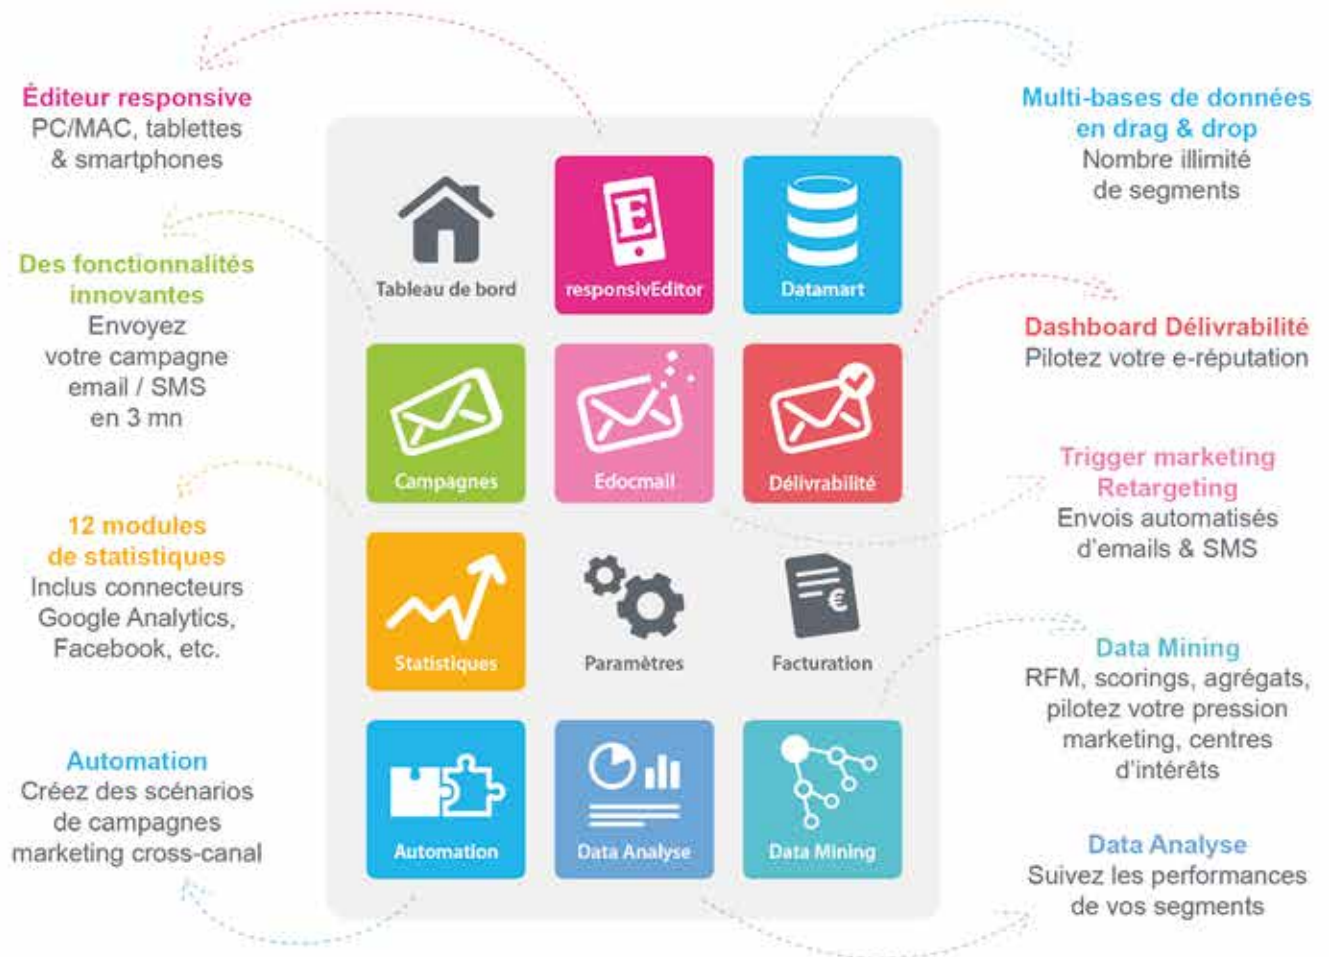 Éditeur responsive
PC/MAC, tablettes
& smartphones
Des fonctionnalités
innovantes
Envoyez
votre campagne
email / SMS
en 3 mn
12 modules
de statistiques
Inclus connecteurs
Google Analytics,
Facebook, etc.
Automation
Créez des scénarios
de campagnes
marketing cross-canal
Tableau de bord
E
responsivEditor
Datamart
Campagnes
Edocmail
Délivrabilité
Statistiques
Paramètres
€
Facturation
Automation
Data Analyse
Data Mining
Multi-bases de données
en drag & drop
Nombre illimité
de segments
Dashboard Délivrabilité
Pilotez votre e-réputation
Trigger marketing
Retargeting
Envois automatisés
d'emails & SMS
Data Mining
RFM, scorings, agrégats,
pilotez votre pression
marketing, centres
d'intérêts
Data Analyse
Suivez les performances
de vos segments